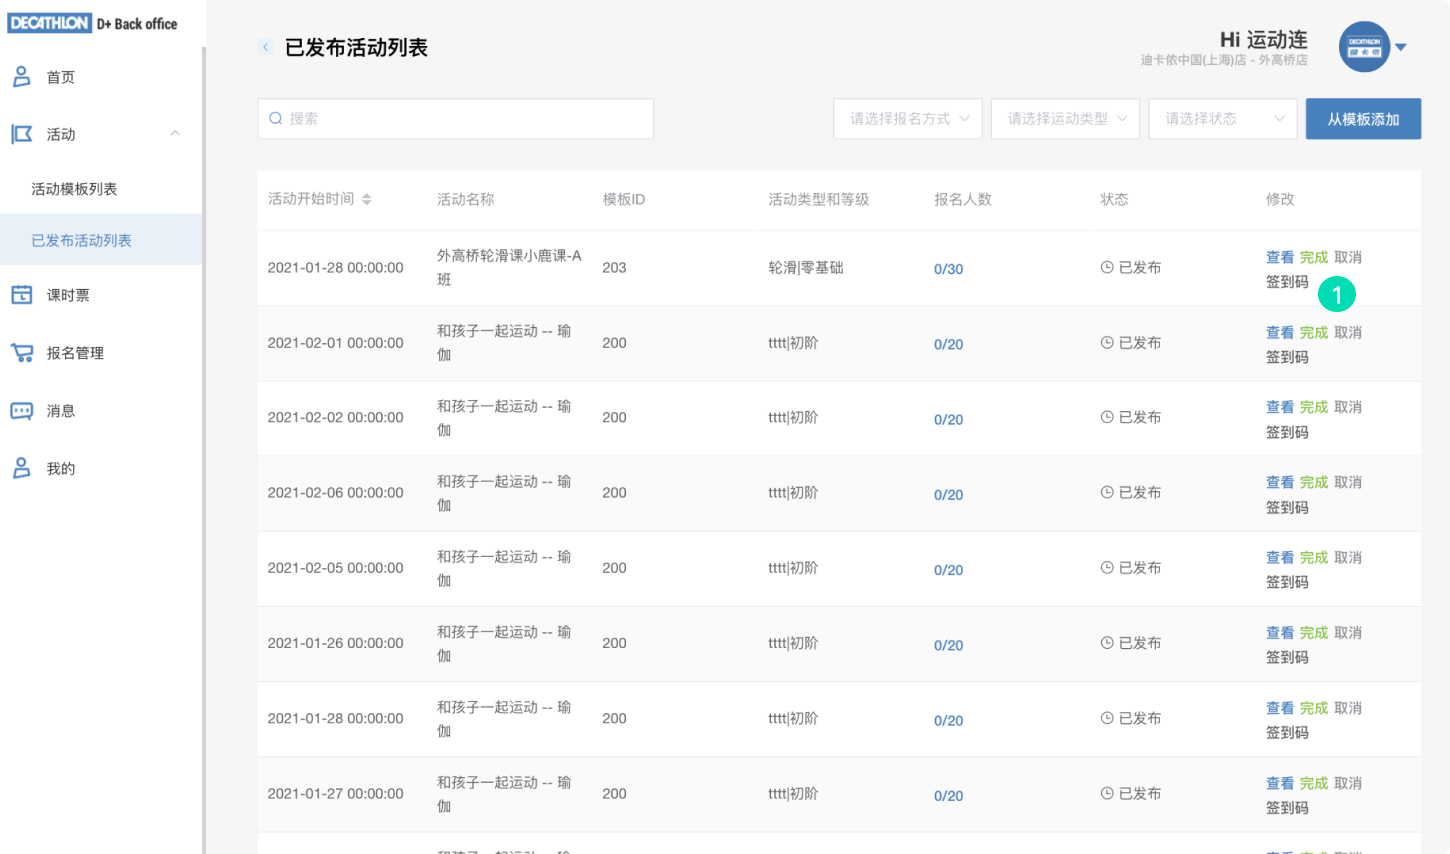 DECATHLON D+ Back office
首页
活动
活动模板列表
已发布活动列表
课时票
报名管理
消息
我的
已发布活动列表
Hi 运动连
迪卡侬中国(上海)店 - 外高桥店
DECATHLON
搜索
请选择报名方式
请选择运动类型
请选择状态
从模板添加
活动开始时间 活动名称 模板ID 活动类型和等级 报名人数 状态 修改
2021-01-28 00:00:00 外高桥轮滑课小鹿课-A 203 轮滑|零基础 0/30 已发布 查看 完成 取消
班 签到码
1
2021-02-01 00:00:00 和孩子一起运动 -- 瑜 200 tttt|初阶 0/20 已发布 查看 完成 取消
伽 签到码
2021-02-02 00:00:00 和孩子一起运动 -- 瑜 200 tttt|初阶 0/20 已发布 查看 完成 取消
伽 签到码
2021-02-06 00:00:00 和孩子一起运动 -- 瑜 200 tttt|初阶 0/20 已发布 查看 完成 取消
伽 签到码
2021-02-05 00:00:00 和孩子一起运动 -- 瑜 200 tttt|初阶 0/20 已发布 查看 完成 取消
伽 签到码
2021-01-26 00:00:00 和孩子一起运动 -- 瑜 200 tttt|初阶 0/20 已发布 查看 完成 取消
伽 签到码
2021-01-28 00:00:00 和孩子一起运动 -- 瑜 200 tttt|初阶 0/20 已发布 查看 完成 取消
伽 签到码
2021-01-27 00:00:00 和孩子一起运动 -- 瑜 200 tttt|初阶 0/20 已发布 查看 完成 取消
伽 签到码